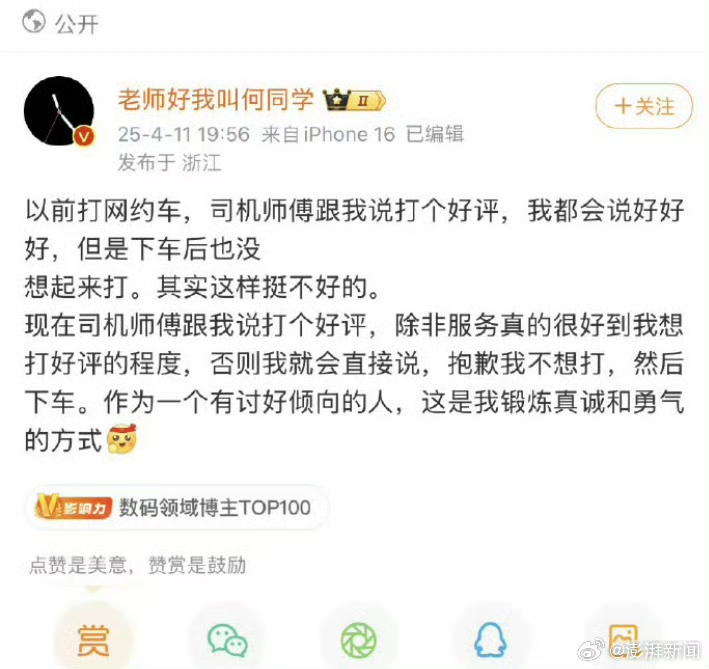 公开
老师好我叫何同学 II
+关注
25-4-11 19:56 来自iPhone 16 已编辑
发布于 浙江
以前打网约车，司机师傅跟我说打个好评，我都会说好好
好，但是下车后也没
想起来打。其实这样挺不好的。
现在司机师傅跟我说打个好评，除非服务真的很好到我想
打好评的程度，否则我就会直接说，抱歉我不想打，然后
下车。作为一个有讨好倾向的人，这是我锻炼真诚和勇气
的方式
V影响力 数码领域博主TOP100
点赞是美意，赞赏是鼓励
赏
@澎湃新闻